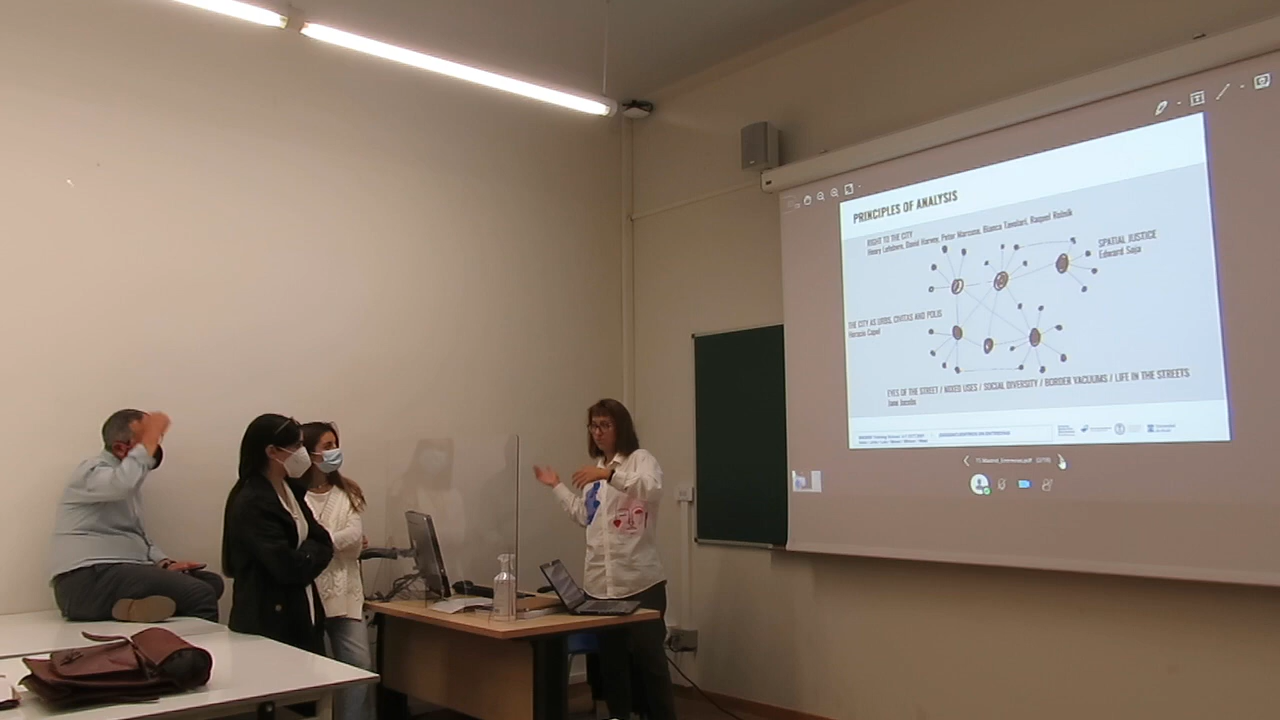 PRINCIPLES OF ANALYSIS
RIGHT TO THE CITY
Henry Lefebvre, David Harvey, Peter Marcuse, Bianca Tavolari, Raquel Rolnik
SPATIAL JUSTICE
Edward Soja
THE CITY AS URBS, CIVITAS AND POLIS
Horacio Capel
EYES OF THE STREET / MIXED USES / SOCIAL DIVERSITY / BORDER VACUUMS / LIFE IN THE STREETS
Jane Jacobs